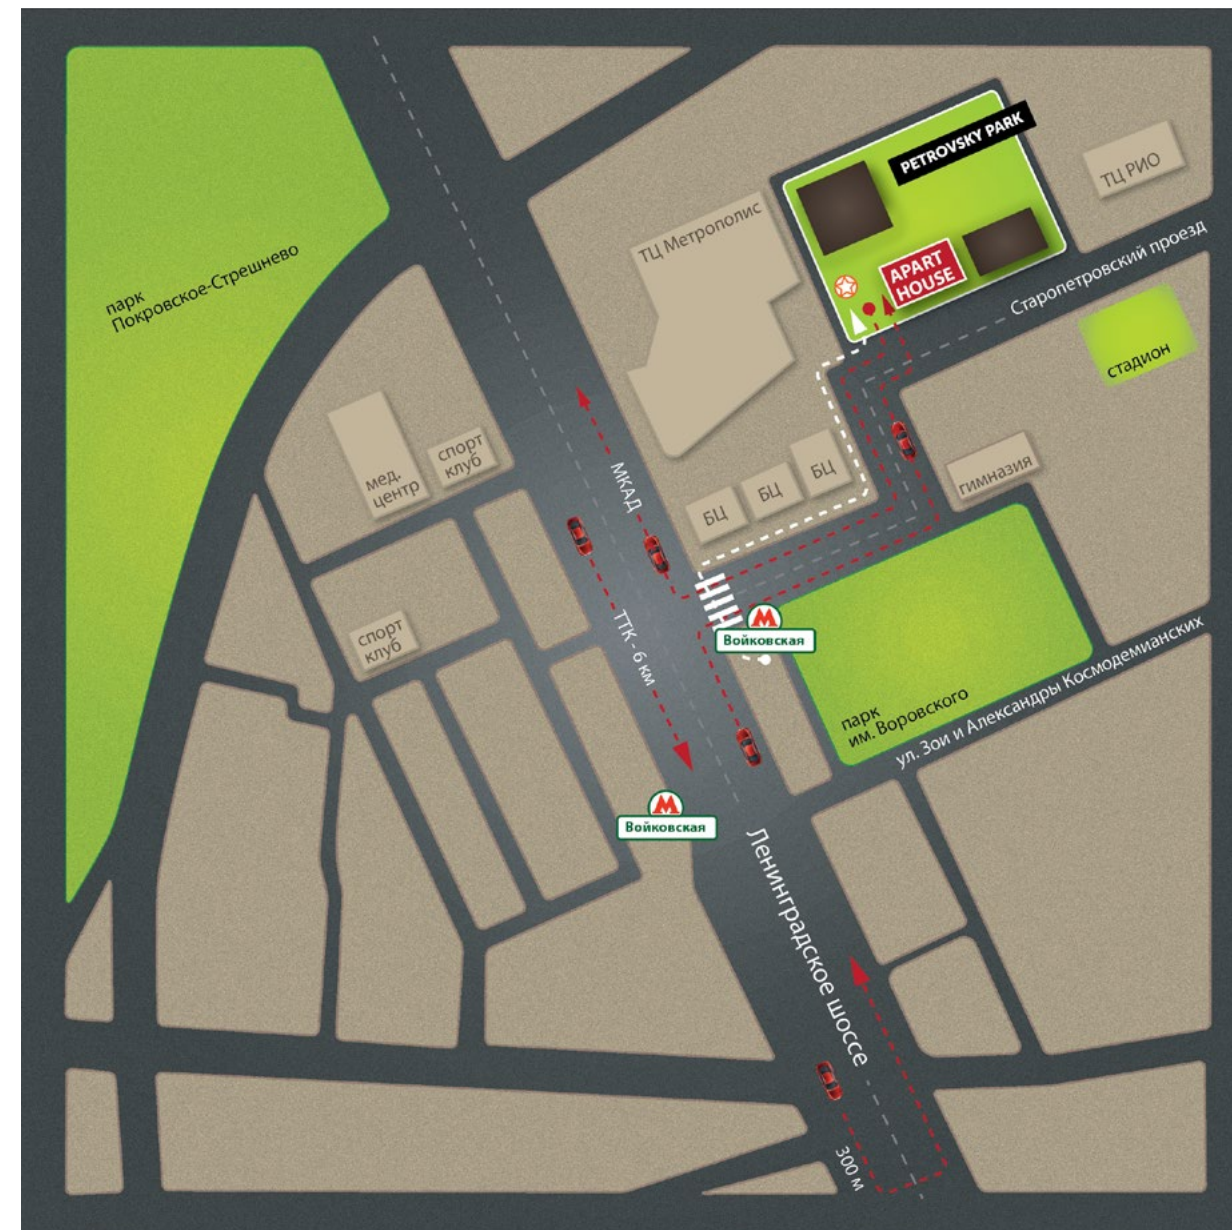 PETROVSKY PARK
ТЦ РИО
ТЦ Метрополис
APART
HOUSE
Старопетровский проезд
парк
Покровское-Стрешнево
стадион
спорт
клуб
мед.
центр
МКАД
БЦ
БЦ
БЦ
гимназия
М
Войковская
спорт
клуб
ТТК - 6 км
парк
им. Воровского
ул. Зои и Александры Космодемианских
М
Войковская
Ленинградское шоссе
300 м